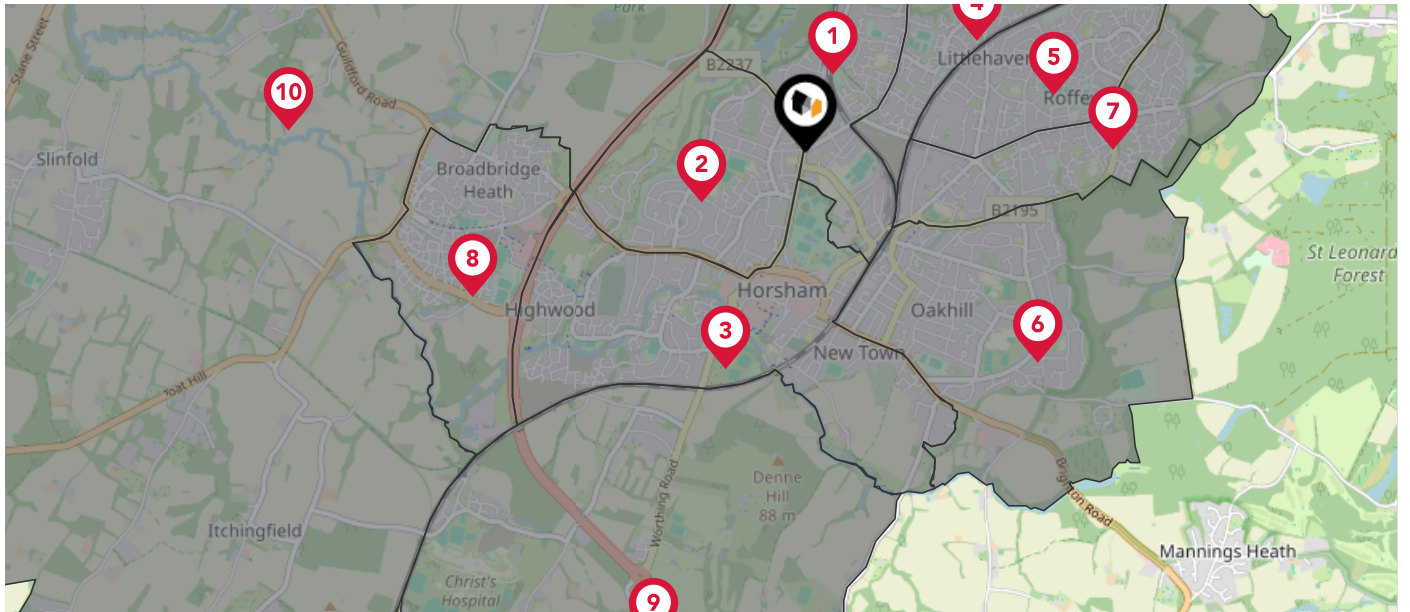 Park
4
1
Staine Street
Guildford Road
B2237
Littlehaven
5
Roffey
10
7
Slinfold
Broadbridge
Heath
2
B2195
St Leonard
Forest
8
Highwood
Horsham
Oakhill
3
6
New Town
Toat Hill
Worthing Road
Denne
Hill
88 m
Brighton Road
Itchingfield
Mannings Heath
Christ's
Hospital
9